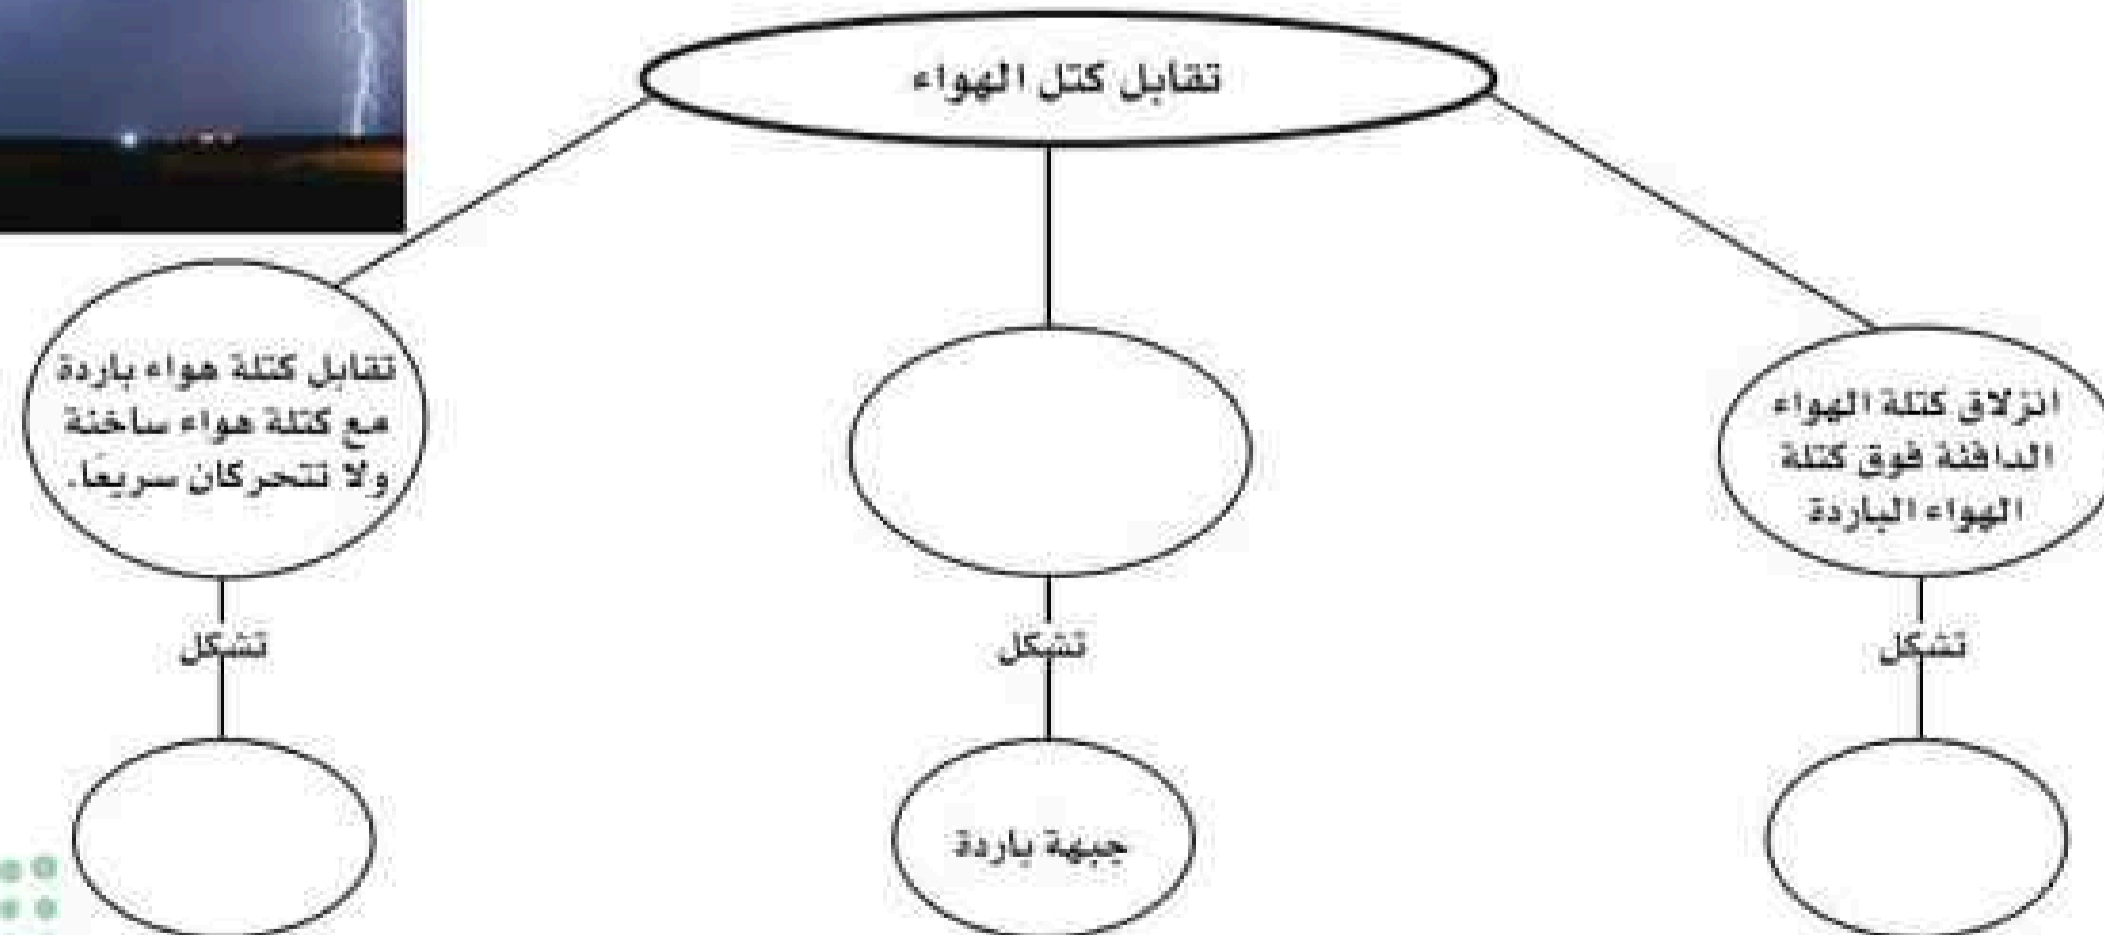 تقابل كتل الهواء
انزلاق كتلة الهواء
الدافئة فوق كتلة
الهواء الباردة
تشكل
تشكل
جبهة باردة
تقابل كتلة هواء باردة
مع كتلة هواء ساخنة
ولا تتحركان سريعًا.
تشكل